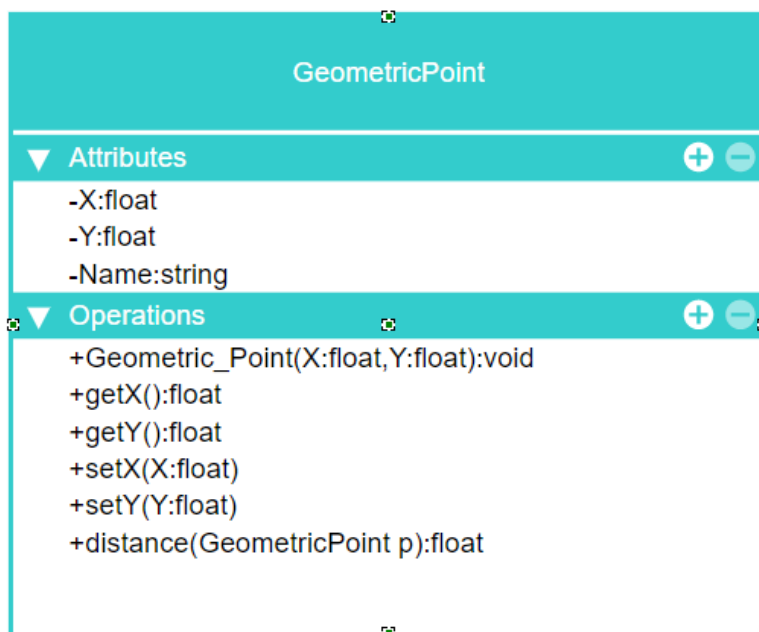 GeometricPoint
Attributes
-X:float
-Y:float
-Name:string
Operations
+Geometric_Point(X:float,Y:float):void
+getX():float
+getY():float
+setX(X:float)
+setY(Y:float)
+distance(GeometricPoint p):float